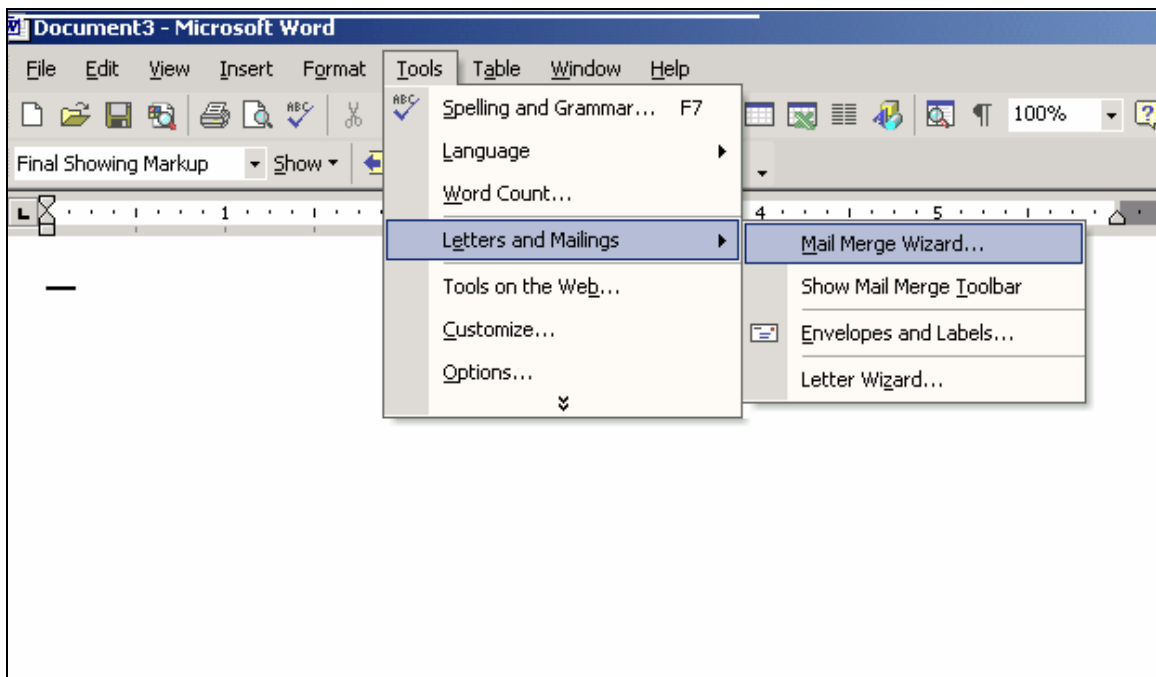 Document3 - Microsoft Word
File Edit View Insert Format Tools Table Window Help
ABC ABC 100%
Final Showing Markup Show
Spelling and Grammar... F7
Language
Word Count...
1 4 5
Letters and Mailings
Mail Merge Wizard...
Tools on the Web...
Show Mail Merge Toolbar
Customize...
Envelopes and Labels...
Options...
Letter Wizard...